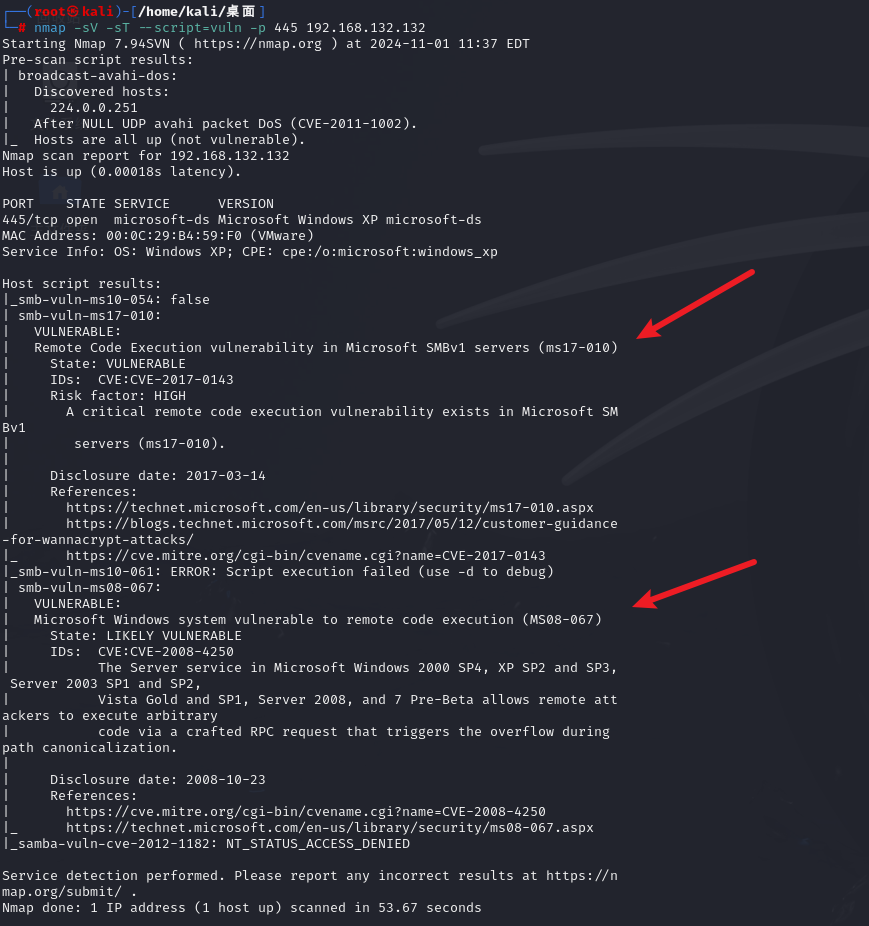 ┌──(root㉿kali)-[/home/kali/桌面]
└─# nmap -sV -sT --script=vuln -p 445 192.168.132.132
Starting Nmap 7.94SVN ( https://nmap.org ) at 2024-11-01 11:37 EDT
Pre-scan script results:
| broadcast-avahi-dos:
|   Discovered hosts:
|     224.0.0.251
|   After NULL UDP avahi packet DoS (CVE-2011-1002).
|_  Hosts are all up (not vulnerable).
Nmap scan report for 192.168.132.132
Host is up (0.00018s latency).

PORT    STATE SERVICE      VERSION
445/tcp open  microsoft-ds Microsoft Windows XP microsoft-ds
MAC Address: 00:0C:29:B4:59:F0 (VMware)
Service Info: OS: Windows XP; CPE: cpe:/o:microsoft:windows_xp

Host script results:
|_smb-vuln-ms10-054: false
| smb-vuln-ms17-010:
|   VULNERABLE:
|   Remote Code Execution vulnerability in Microsoft SMBv1 servers (ms17-010)
|     State: VULNERABLE
|     IDs:  CVE:CVE-2017-0143
|     Risk factor: HIGH
|       A critical remote code execution vulnerability exists in Microsoft SM
Bv1
|        servers (ms17-010).
|
|     Disclosure date: 2017-03-14
|     References:
|       https://technet.microsoft.com/en-us/library/security/ms17-010.aspx
|       https://blogs.technet.microsoft.com/msrc/2017/05/12/customer-guidance
-for-wannacrypt-attacks/
|_      https://cve.mitre.org/cgi-bin/cvename.cgi?name=CVE-2017-0143
|_smb-vuln-ms10-061: ERROR: Script execution failed (use -d to debug)
| smb-vuln-ms08-067:
|   VULNERABLE:
|   Microsoft Windows system vulnerable to remote code execution (MS08-067)
|     State: LIKELY VULNERABLE
|     IDs:  CVE:CVE-2008-4250
|           The Server service in Microsoft Windows 2000 SP4, XP SP2 and SP3,
 Server 2003 SP1 and SP2,
|           Vista Gold and SP1, Server 2008, and 7 Pre-Beta allows remote att
ackers to execute arbitrary
|           code via a crafted RPC request that triggers the overflow during
path canonicalization.
|
|     Disclosure date: 2008-10-23
|     References:
|       https://cve.mitre.org/cgi-bin/cvename.cgi?name=CVE-2008-4250
|_      https://technet.microsoft.com/en-us/library/security/ms08-067.aspx
|_samba-vuln-cve-2012-1182: NT_STATUS_ACCESS_DENIED

Service detection performed. Please report any incorrect results at https://n
map.org/submit/ .
Nmap done: 1 IP address (1 host up) scanned in 53.67 seconds